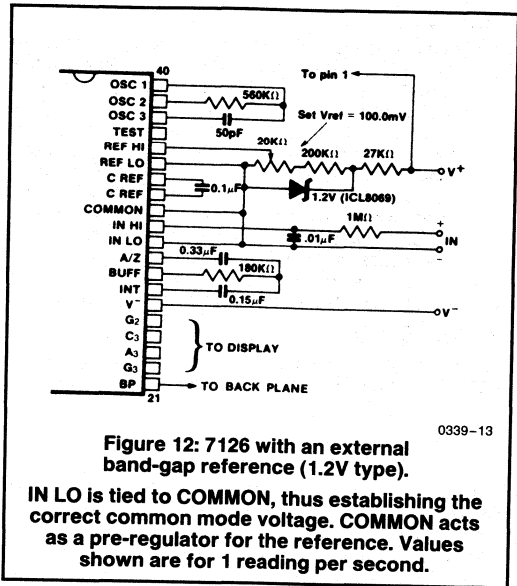 40
To pin 1
OSC 1
560KΩ
OSC 2
OSC 3
50pF
Set Vref = 100.0mV
TEST
REF HI
20KΩ
200KΩ
27KΩ
REF LO
V+
C REF
0.1µF
1.2V (ICL8069)
C REF
COMMON
1MΩ
+
IN HI
.01µF
IN
IN LO
-
A/Z
0.33µF
BUFF
180KΩ
INT
0.15µF
V-
V-
G2
C3
TO DISPLAY
A3
G3
BP
TO BACK PLANE
21
0339-13
Figure 12: 7126 with an external
band-gap reference (1.2V type).
IN LO is tied to COMMON, thus establishing the
correct common mode voltage. COMMON acts
as a pre-regulator for the reference. Values
shown are for 1 reading per second.